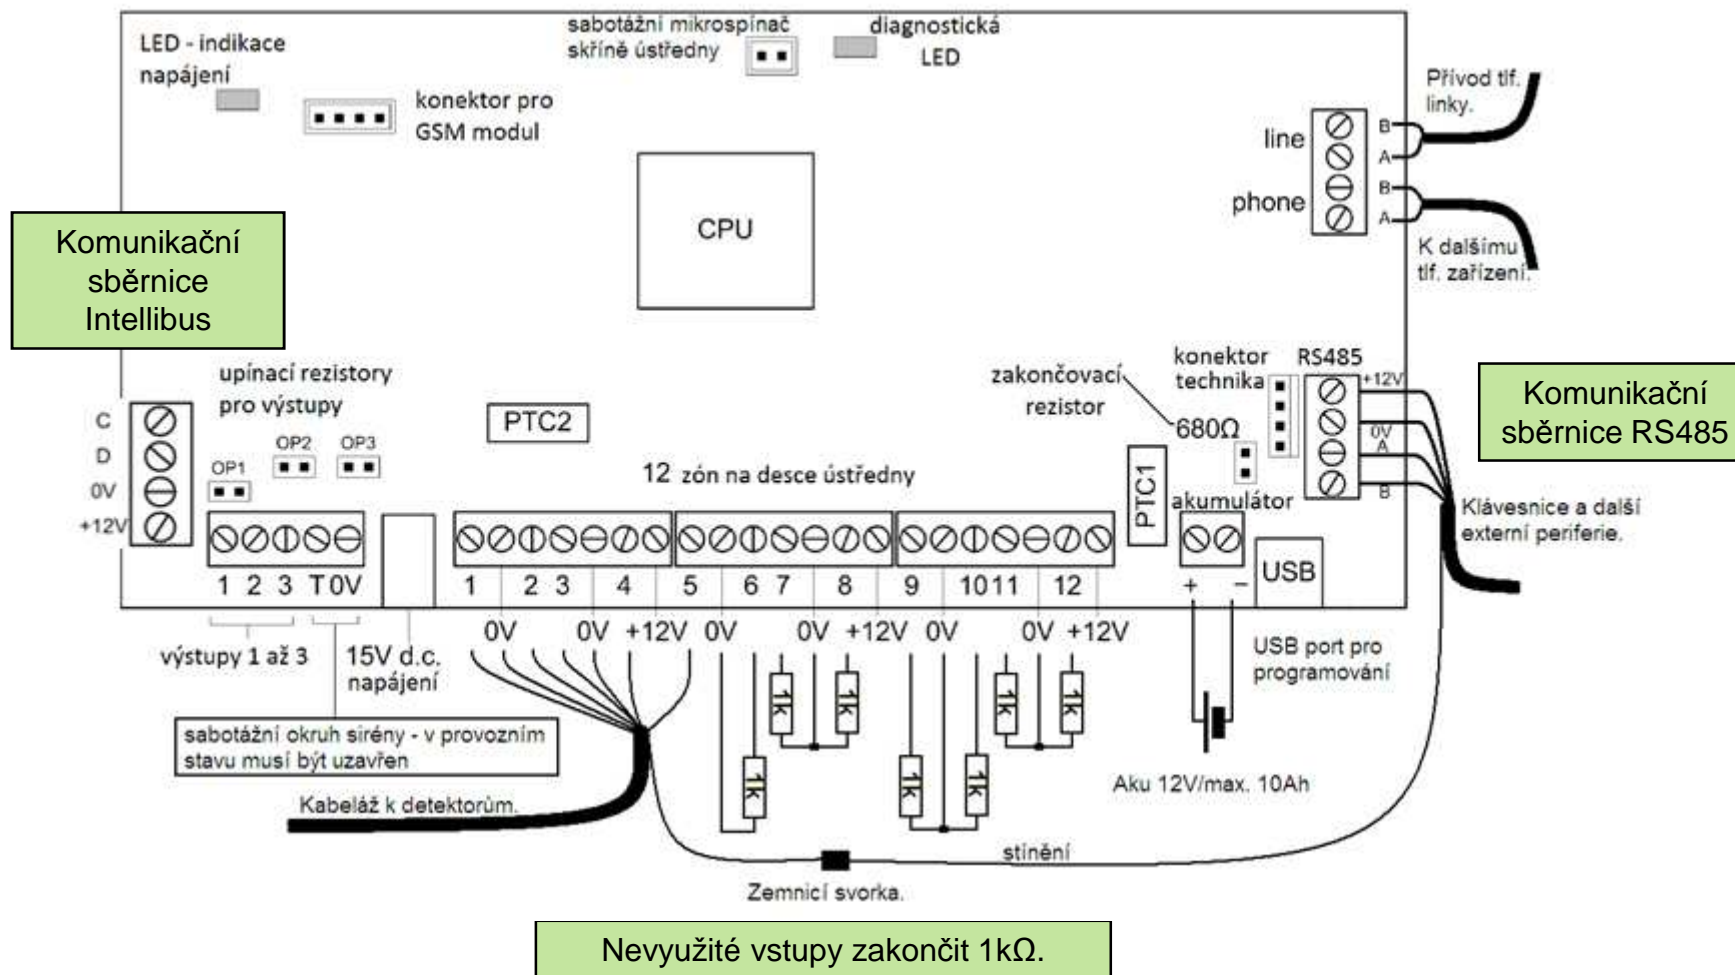 LED - indikace
napájení
konektor pro
GSM modul
sabotážní mikrospínač
skříně ústředny
diagnostická
LED
Přívod tlf.
linky.
line
phone
B
A
B
A
K dalšímu
tlf. zařízení.
CPU
Komunikační
sběrnice
Intellibus
upínací rezistory
pro výstupy
OP1
OP2
OP3
C
D
0V
+12V
PTC2
12 zón na desce ústředny
zakončovací
rezistor
680Ω
konektor
technika
RS485
+12V
0V
A
B
Komunikační
sběrnice RS485
Klávesnice a další
externí periferie.
PTC1
akumulátor
USB
1 2 3 T 0V
1 2 3 4 5 6 7 8 9 10 11 12
+ −
0V 0V +12V 0V 0V +12V 0V 0V +12V
výstupy 1 až 3
15V d.c.
napájení
USB port pro
programování
sabotážní okruh sirény - v provozním
stavu musí být uzavřen
1k
1k
1k
1k
1k
1k
1k
Kabeláž k detektorům.
Aku 12V/max. 10Ah
stínění
Zemnicí svorka.
Nevyužité vstupy zakončit 1kΩ.